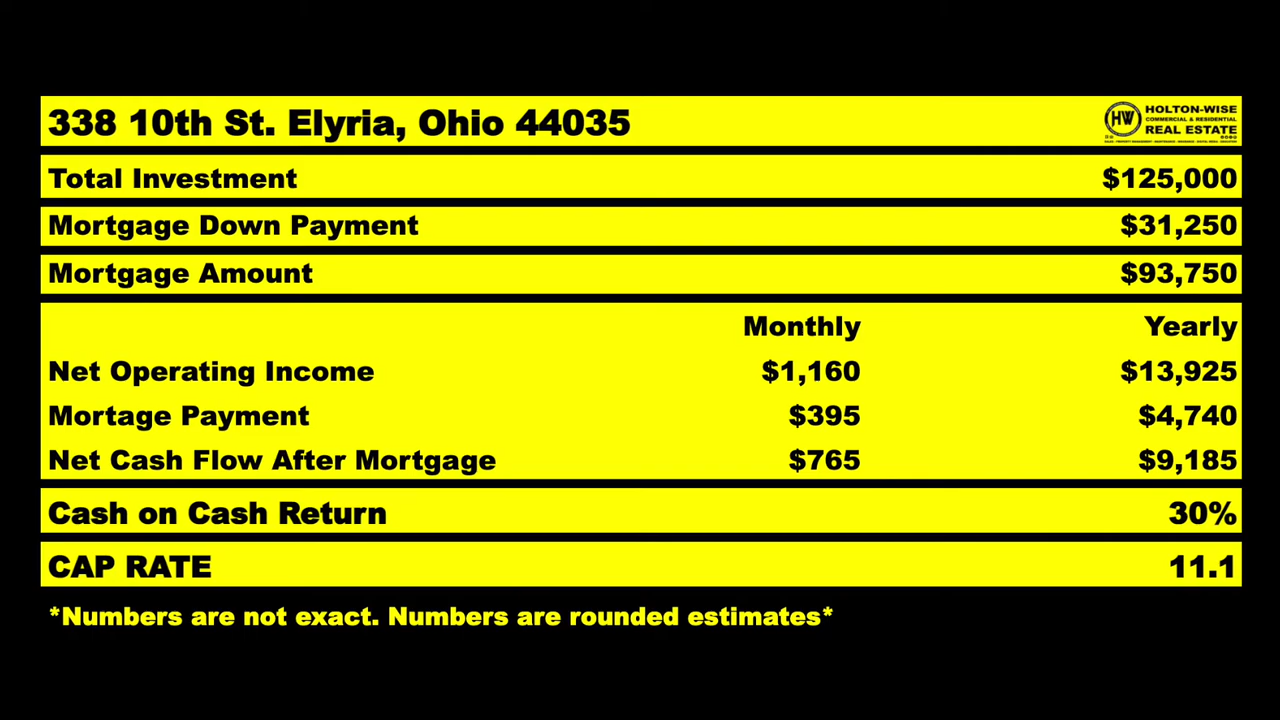 338 10th St. Elyria, Ohio 44035
HOLTON-WISE
COMMERCIAL & RESIDENTIAL
REAL ESTATE
HW
Total Investment $125,000
Mortgage Down Payment $31,250
Mortgage Amount $93,750
Monthly Yearly
Net Operating Income $1,160 $13,925
Mortage Payment $395 $4,740
Net Cash Flow After Mortgage $765 $9,185
Cash on Cash Return 30%
CAP RATE 11.1
*Numbers are not exact. Numbers are rounded estimates*